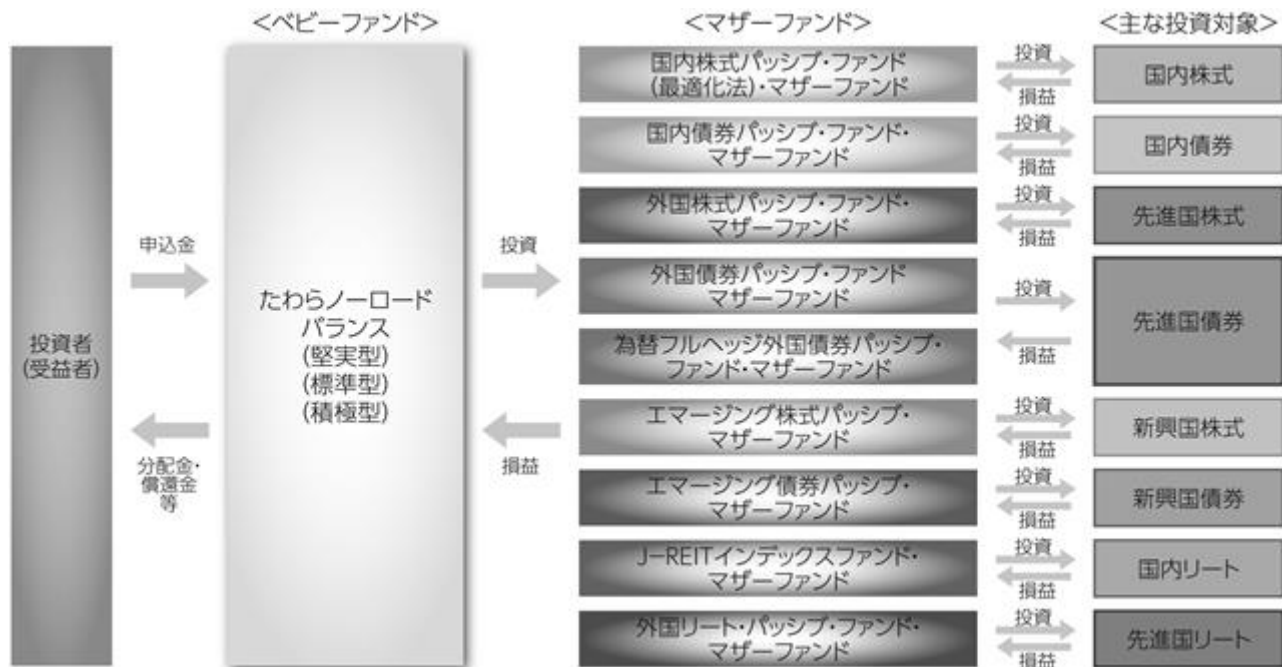 <ベビーファンド>
<マザーファンド>
<主な投資対象>
投資者
(受益者)
申込金
分配金・
償還金
等
たわらノーロード
バランス
(堅実型)
(標準型)
(積極型)
投資
損益
国内株式パッシブ・ファンド
(最適化法)・マザーファンド
投資
損益
国内株式
国内債券パッシブ・ファンド・
マザーファンド
投資
損益
国内債券
外国株式パッシブ・ファンド・
マザーファンド
投資
損益
先進国株式
外国債券パッシブ・ファンド
マザーファンド
為替フルヘッジ外国債券パッシブ・
ファンド・マザーファンド
投資
損益
先進国債券
エマージング株式パッシブ・
マザーファンド
投資
損益
新興国株式
エマージング債券パッシブ・
マザーファンド
投資
損益
新興国債券
J-REITインデックスファンド・
マザーファンド
投資
損益
国内リート
外国リート・パッシブ・ファンド・
マザーファンド
投資
損益
先進国リート